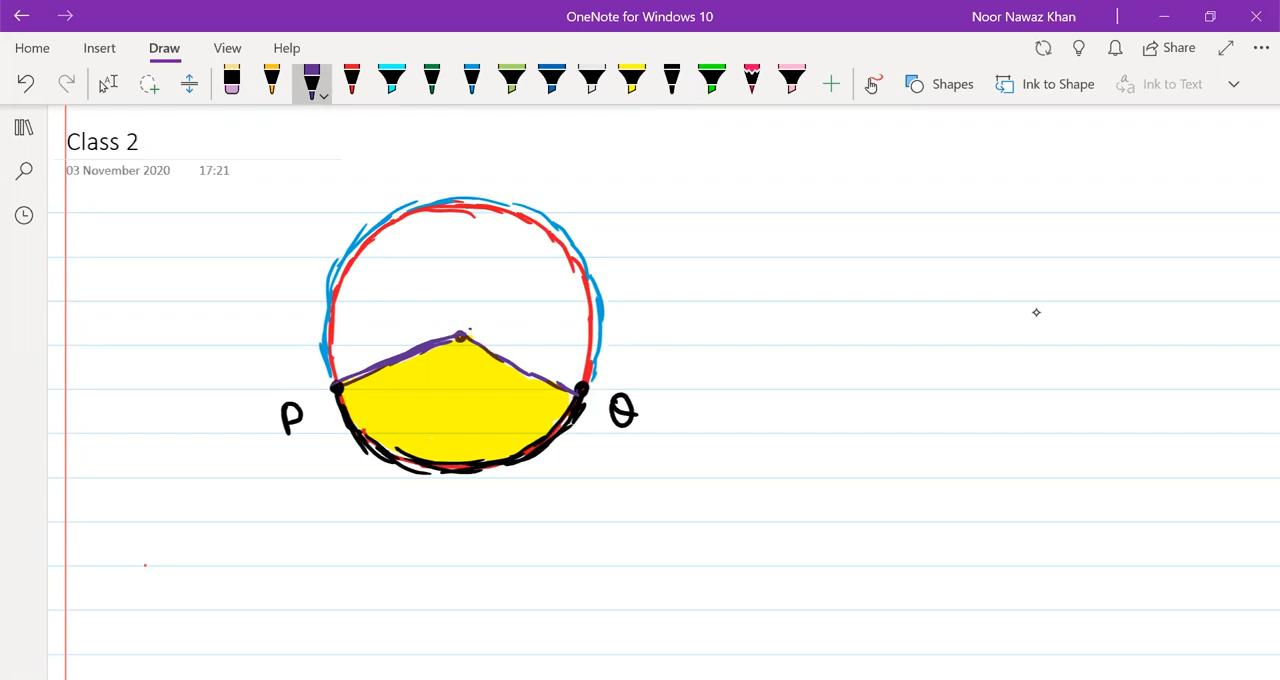 OneNote for Windows 10
Noor Nawaz Khan
Home Insert Draw View Help
Share
Shapes Ink to Shape Ink to Text
Class 2
03 November 2020 17:21
P Q